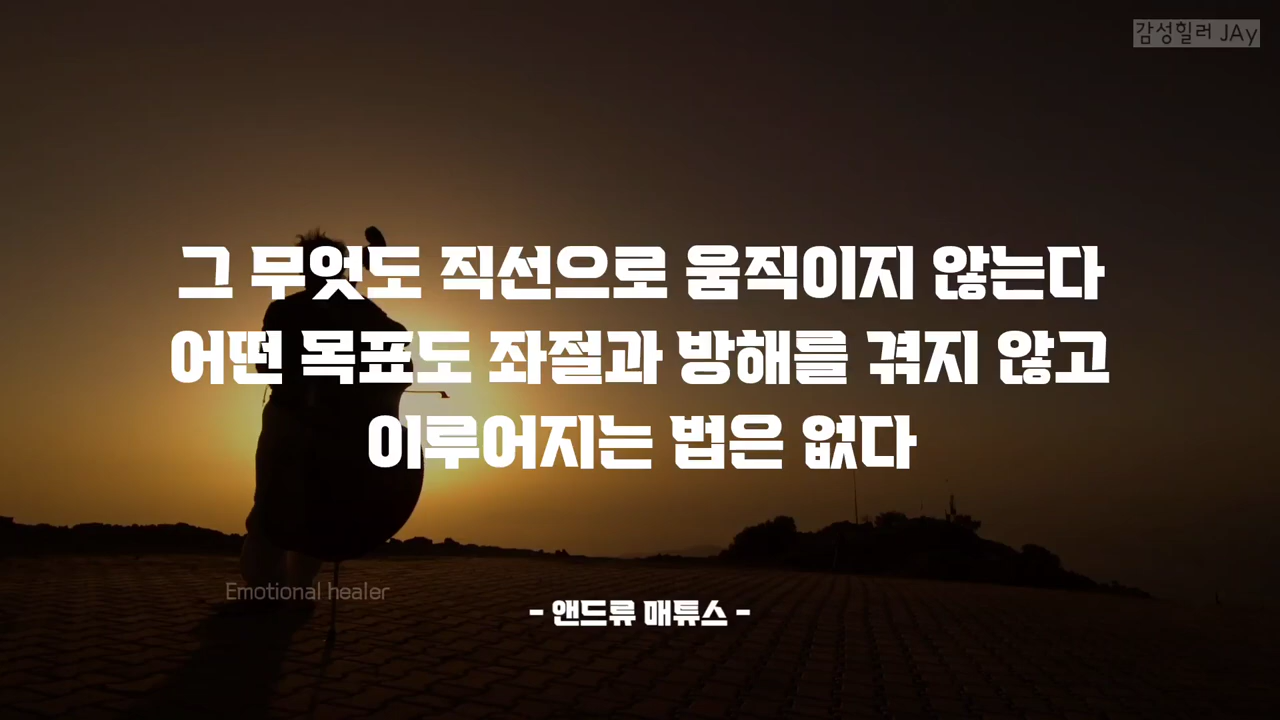 감성힐러 JAy
그 무엇도 직선으로 움직이지 않는다
어떤 목표도 좌절과 방해를 겪지 않고
이루어지는 법은 없다
Emotional healer
- 앤드류 매튜스 -